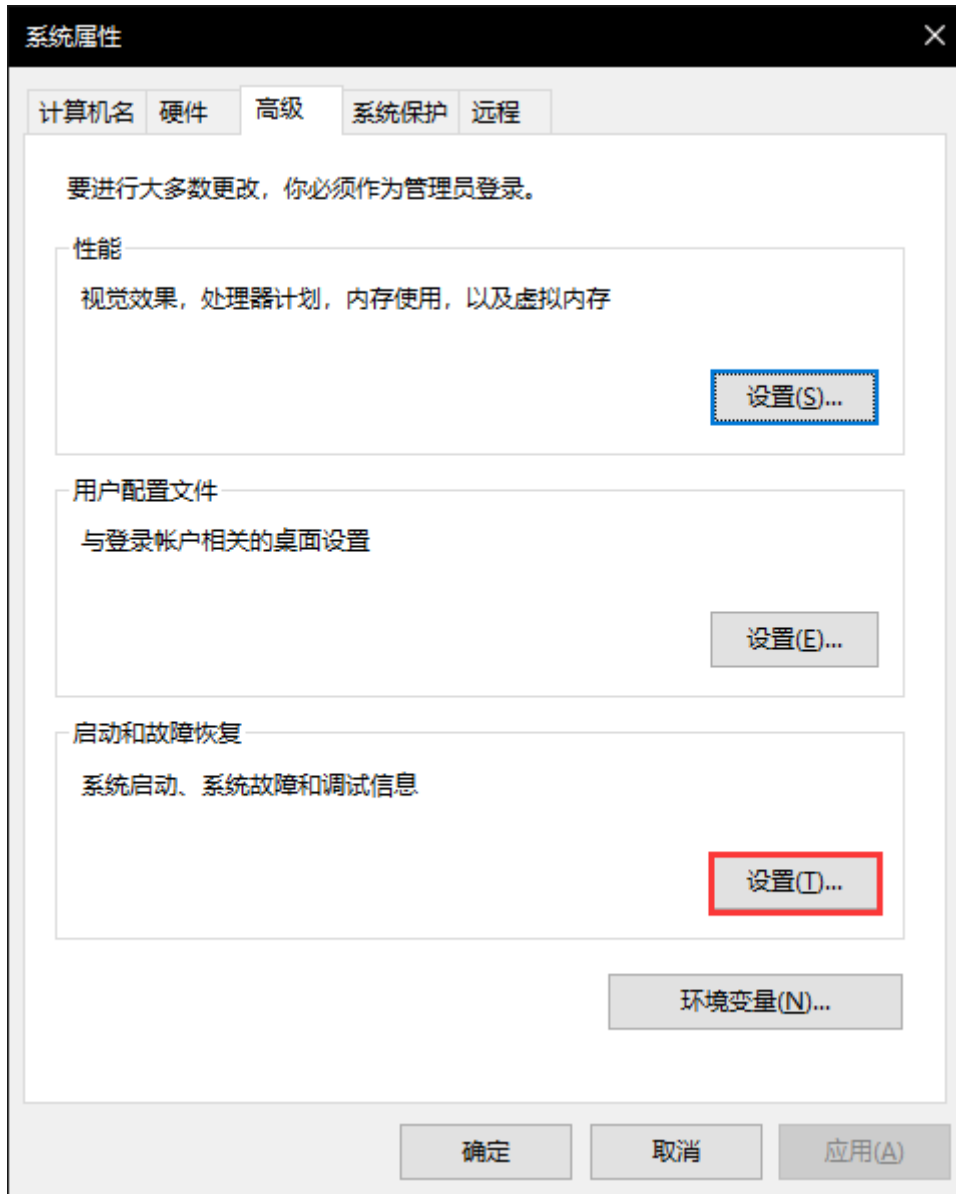 系统属性
计算机名 硬件 高级 系统保护 远程
要进行大多数更改，你必须作为管理员登录。
性能
视觉效果，处理器计划，内存使用，以及虚拟内存
设置(S)...
用户配置文件
与登录帐户相关的桌面设置
设置(E)...
启动和故障恢复
系统启动、系统故障和调试信息
设置(T)...
环境变量(N)...
确定 取消 应用(A)